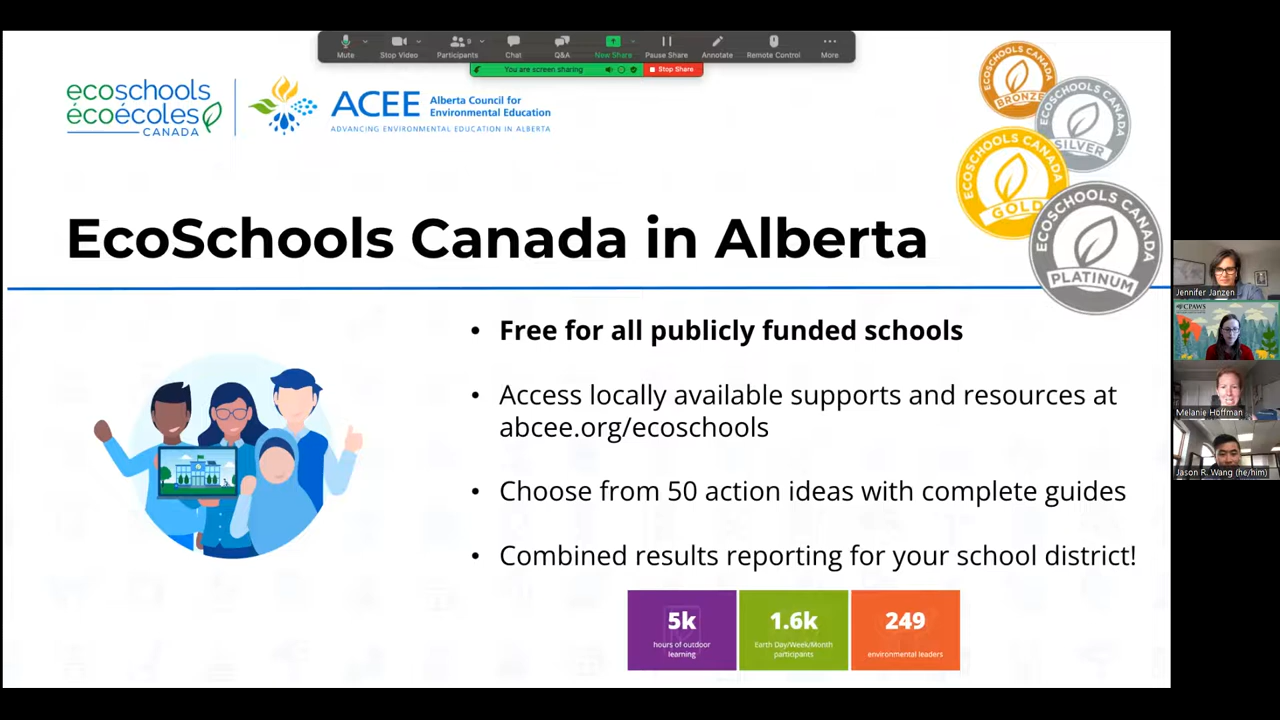 Mute
Stop Video
Participants
9
Chat
Q&A
New Share
Pause Share
Annotate
Remote Control
More
You are screen sharing
Stop Share
ecoschools
écoécoles
CANADA
ACEE
Alberta Council for
Environmental Education
ADVANCING ENVIRONMENTAL EDUCATION IN ALBERTA
ECOSCHOOLS CANADA
BRONZE
ECOSCHOOLS CANADA
SILVER
ECOSCHOOLS CANADA
GOLD
ECOSCHOOLS CANADA
PLATINUM
EcoSchools Canada in Alberta
• Free for all publicly funded schools
• Access locally available supports and resources at
abcee.org/ecoschools
• Choose from 50 action ideas with complete guides
• Combined results reporting for your school district!
5k
hours of outdoor
learning
1.6k
Earth Day/Week/Month
participants
249
environmental leaders
Jennifer Janzen
CPAWS
Melanie Hoffman
Jason R. Wang (he/him)